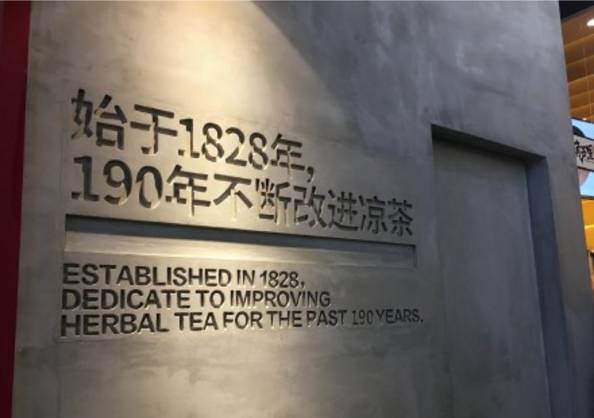 始于1828年,
190年不断改进凉茶
ESTABLISHED IN 1828,
DEDICATE TO IMPROVING
HERBAL TEA FOR THE PAST 190 YEARS.